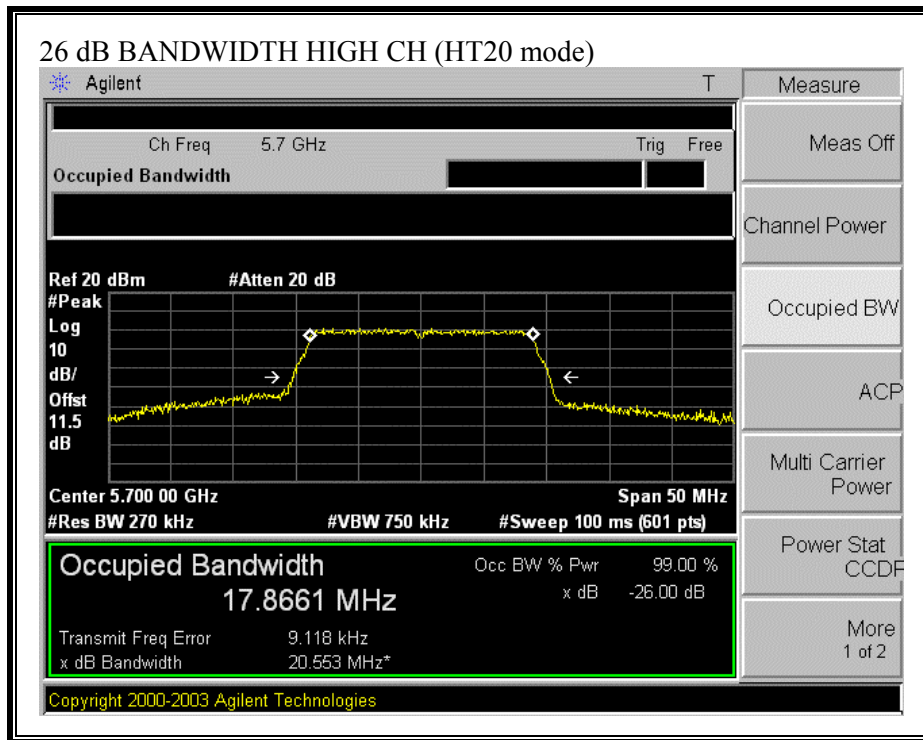 26 dB BANDWIDTH HIGH CH (HT20 mode)
Agilent T
Measure
Ch Freq 5.7 GHz Trig Free
Occupied Bandwidth
Meas Off
Channel Power
Occupied BW
ACP
Multi Carrier
Power
Power Stat
CCDF
More
1 of 2
Ref 20 dBm #Atten 20 dB
#Peak
Log
10
dB/
Offst
11.5
dB
Center 5.700 00 GHz Span 50 MHz
#Res BW 270 kHz #VBW 750 kHz #Sweep 100 ms (601 pts)
Occupied Bandwidth Occ BW % Pwr 99.00 %
17.8661 MHz x dB -26.00 dB
Transmit Freq Error 9.118 kHz
x dB Bandwidth 20.553 MHz*
Copyright 2000-2003 Agilent Technologies